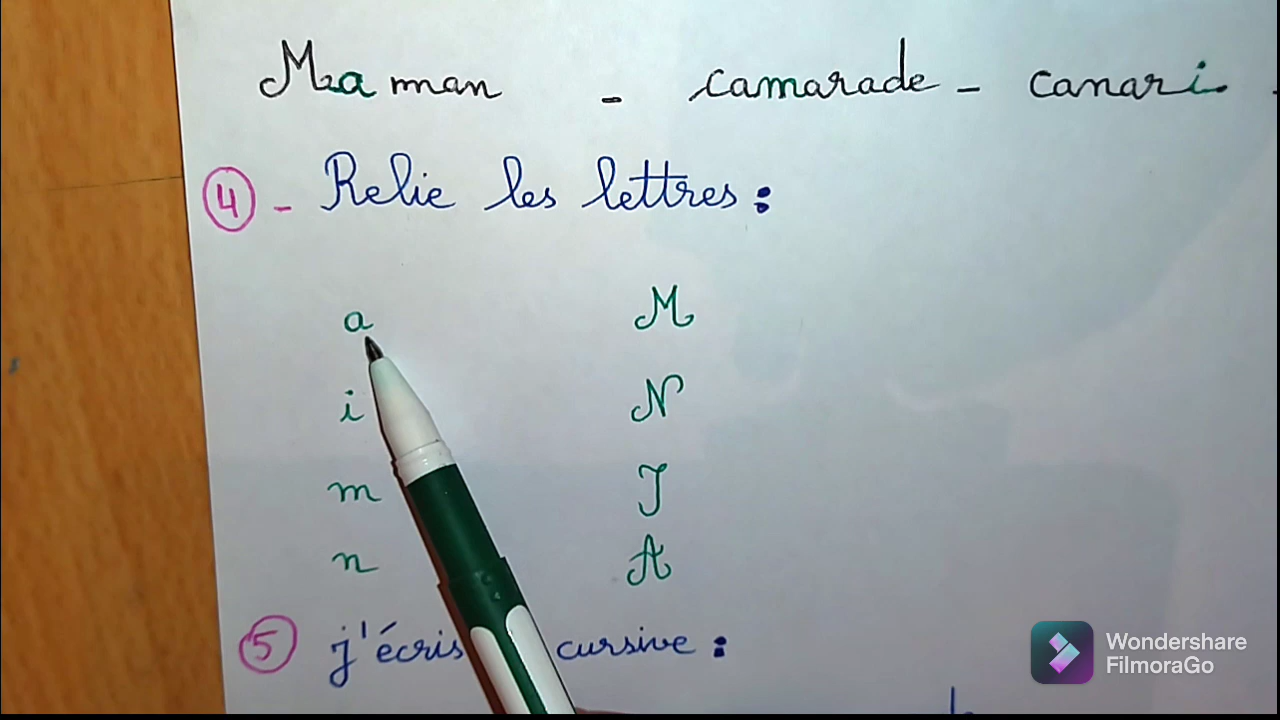 Maman - camarade - canari -
4 - Relie les lettres :
a M
i N
m I
n A
5 j'écris cursive :
Wondershare
FilmoraGo